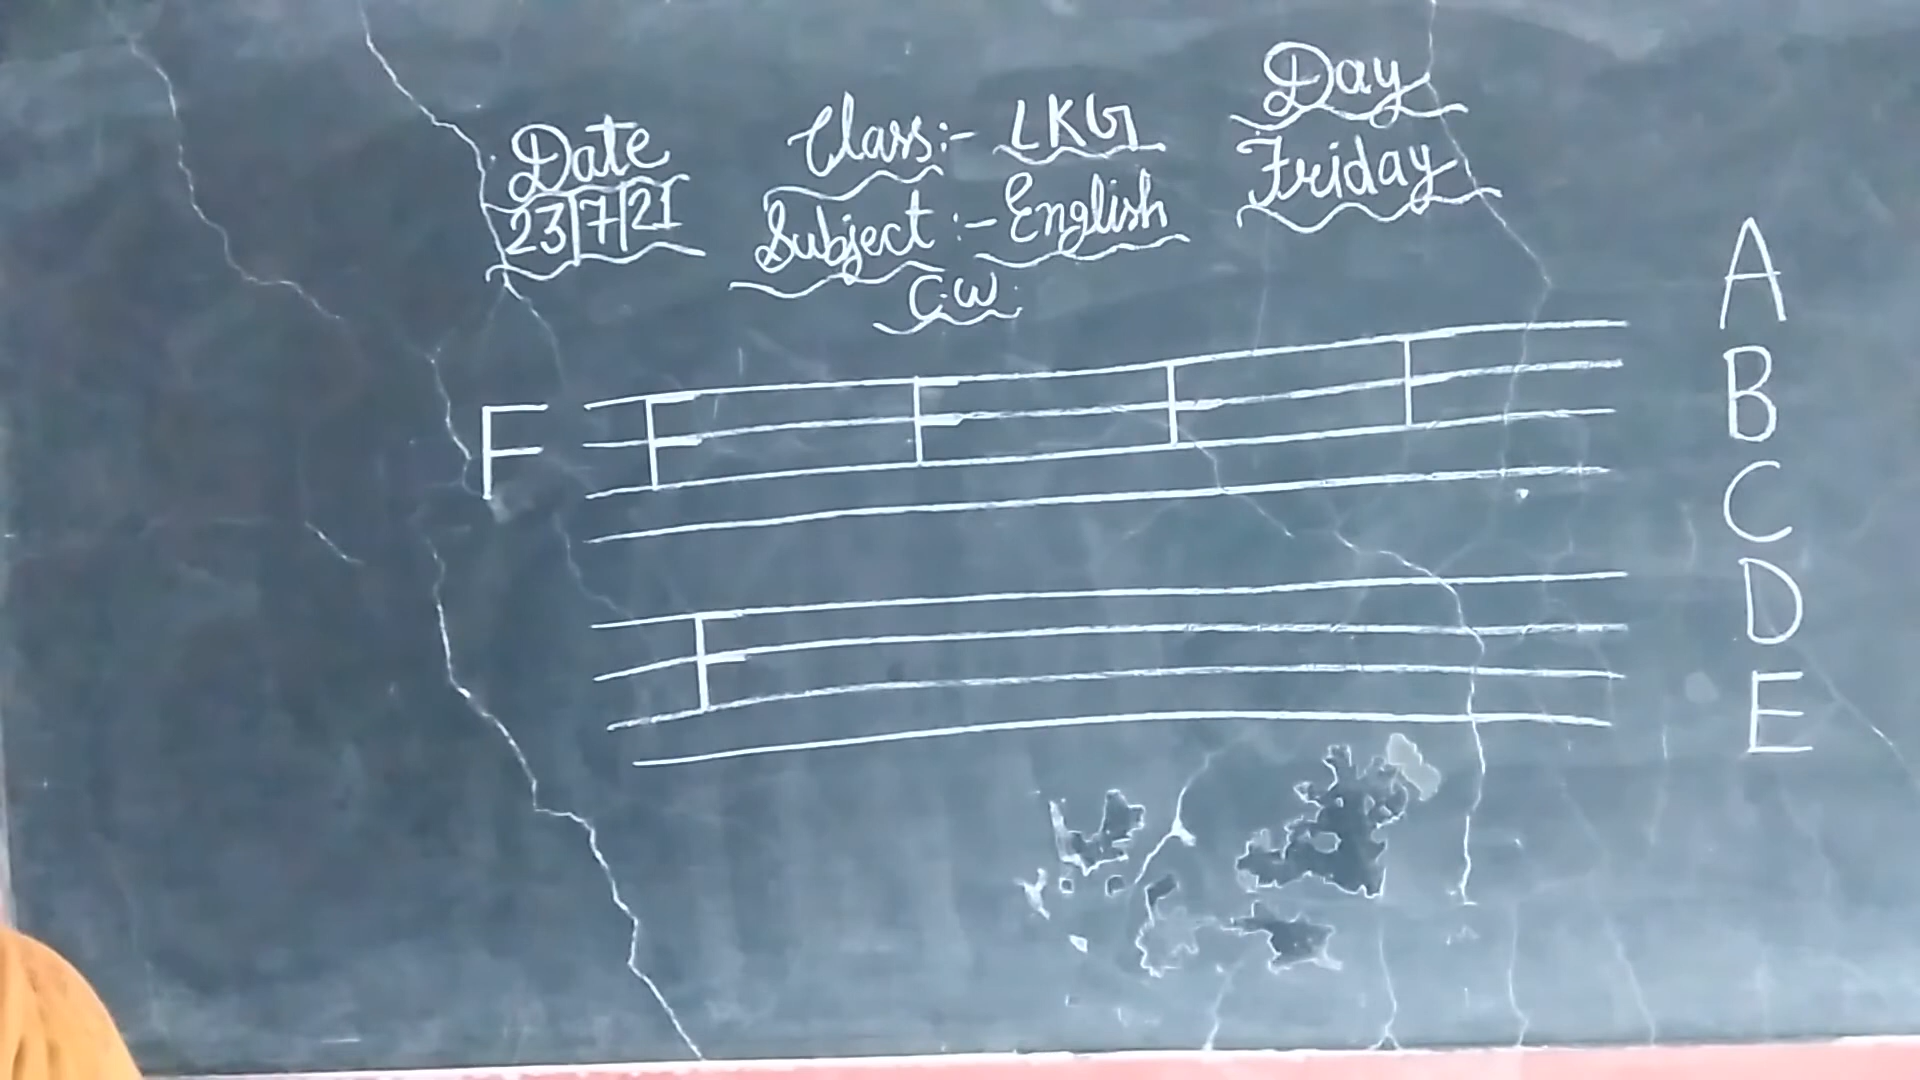 Date
23/7/21
Class:- LKG
Subject:- English
C.W.
Day
Friday
F F F F F
F
A
B
C
D
E